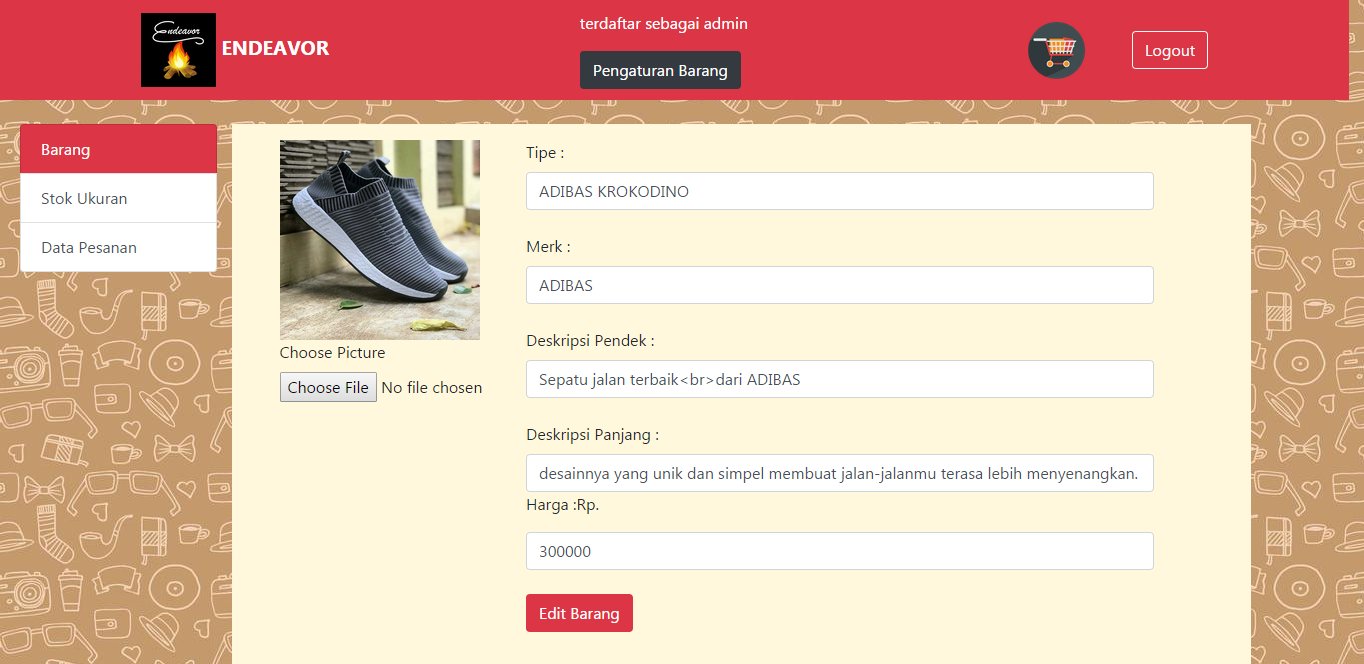 Endeavor
ENDEAVOR
terdaftar sebagai admin
Pengaturan Barang
Logout
Barang
Stok Ukuran
Data Pesanan
Choose Picture
Choose File No file chosen
Tipe :
ADIBAS KROKODINO
Merk :
ADIBAS
Deskripsi Pendek :
Sepatu jalan terbaik<br>dari ADIBAS
Deskripsi Panjang :
desainnya yang unik dan simpel membuat jalan-jalanmu terasa lebih menyenangkan.
Harga :Rp.
300000
Edit Barang